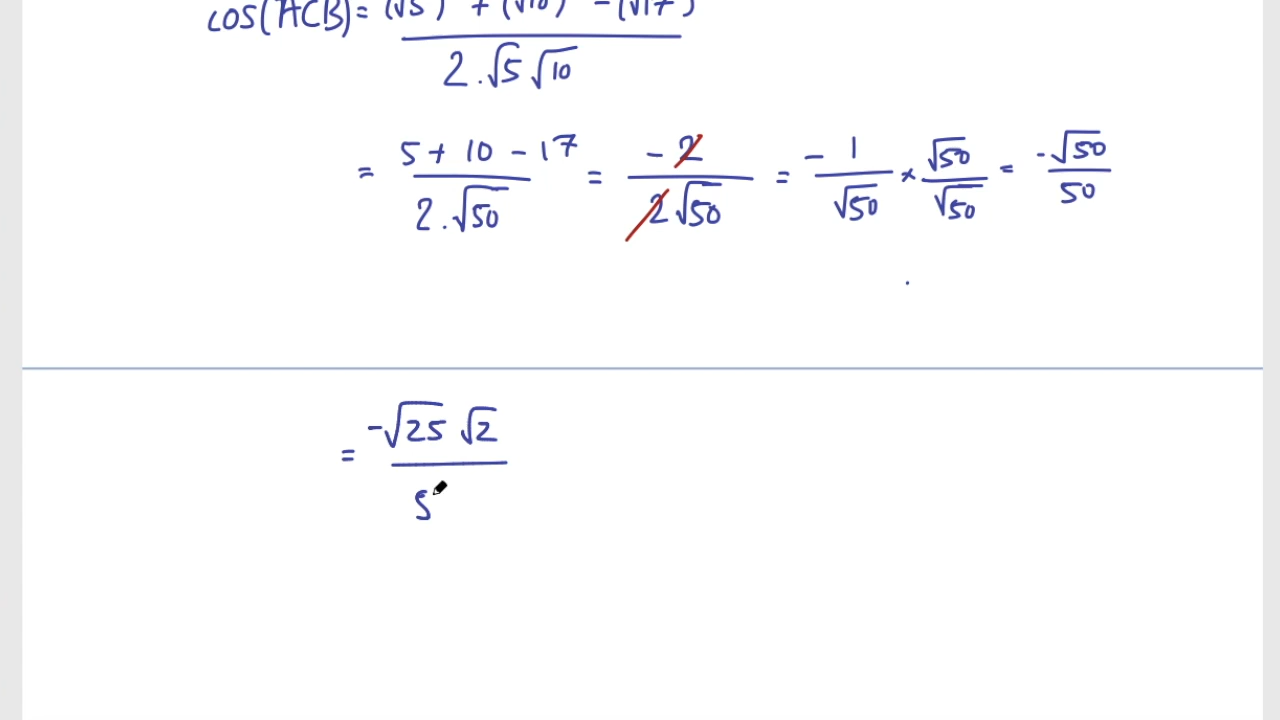 cos(ACB) = (√5)² + (√10)² - (√17)²
2 . √5 √10
= 5 + 10 - 17 / 2 . √50 = - 2 / 2 √50 = - 1 / √50 × √50 / √50 = - √50 / 50
= - √25 √2
5